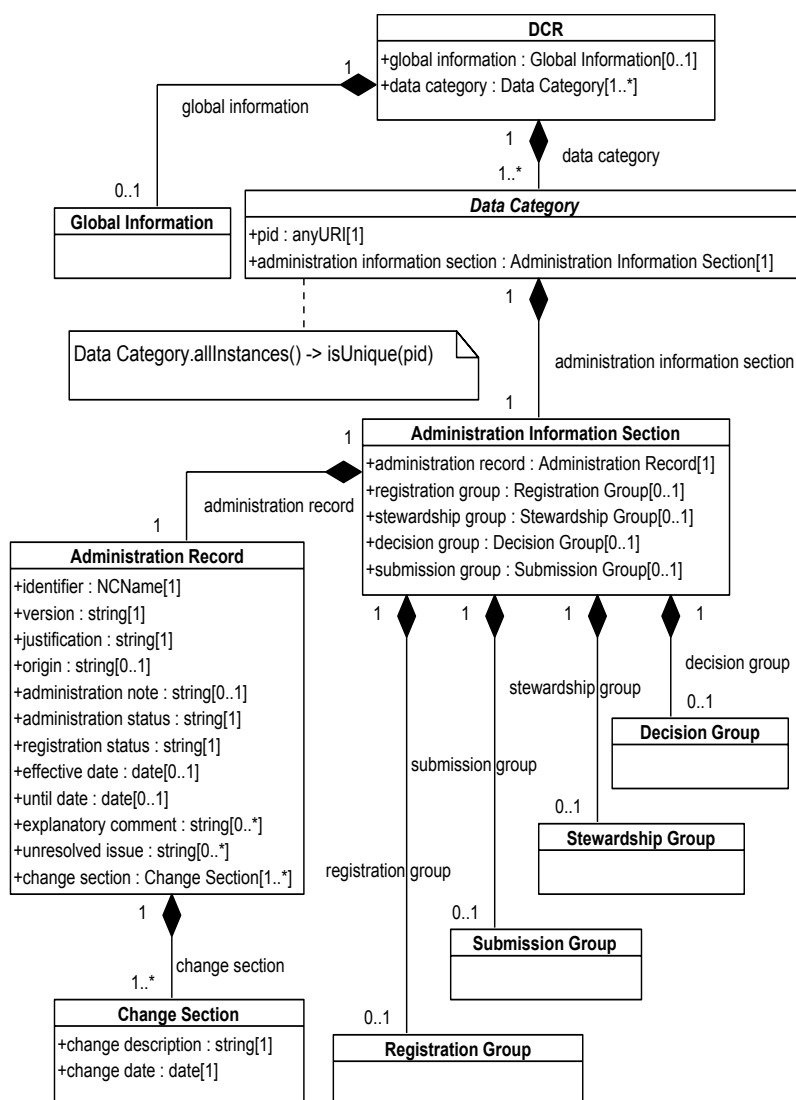 DCR
+global information : Global Information[0..1]
+data category : Data Category[1..*]
1
global information
0..1
1
data category
1..*
Global Information
Data Category
+pid : anyURI[1]
+administration information section : Administration Information Section[1]
1
Data Category.allInstances() -> isUnique(pid)
administration information section
1
Administration Information Section
+administration record : Administration Record[1]
+registration group : Registration Group[0..1]
+stewardship group : Stewardship Group[0..1]
+decision group : Decision Group[0..1]
+submission group : Submission Group[0..1]
1
administration record
1
Administration Record
+identifier : NCName[1]
+version : string[1]
+justification : string[1]
+origin : string[0..1]
+administration note : string[0..1]
+administration status : string[1]
+registration status : string[1]
+effective date : date[0..1]
+until date : date[0..1]
+explanatory comment : string[0..*]
+unresolved issue : string[0..*]
+change section : Change Section[1..*]
1 1 1 1
decision group
0..1
Decision Group
stewardship group
0..1
Stewardship Group
submission group
0..1
Submission Group
registration group
0..1
Registration Group
1
change section
1..*
Change Section
+change description : string[1]
+change date : date[1]